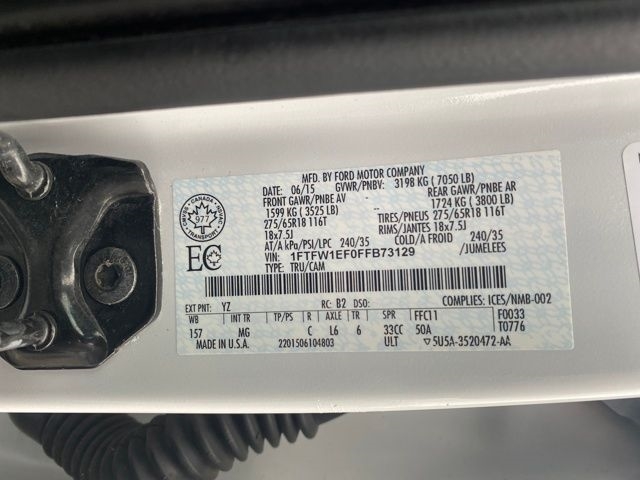 MFD. BY FORD MOTOR COMPANY
DATE: 06/15 GVWR/PNBV: 3198 KG ( 7050 LB)
FRONT GAWR/PNBE AV REAR GAWR/PNBE AR
1599 KG ( 3525 LB) 1724 KG ( 3800 LB)
275/65R18 116T TIRES/PNEUS 275/65R18 116T
18x7.5J RIMS/JANTES 18x7.5J
AT/A kPa/PSI/LPC 240/35 COLD/A FROID 240/35 /JUMELEES
VIN: 1FTFW1EF0FFB73129
TYPE: TRU/CAM
CANADA
977
TRANSPORT
EC
EXT PNT: YZ RC: B2 DSO: COMPLIES: ICES/NMB-002
WB INT TR TP/PS R AXLE TR SPR FFC11 F0033
157 MG C L6 6 33CC 50A T0776
MADE IN U.S.A. 2201506104803 ULT ▽5U5A-3520472-AA